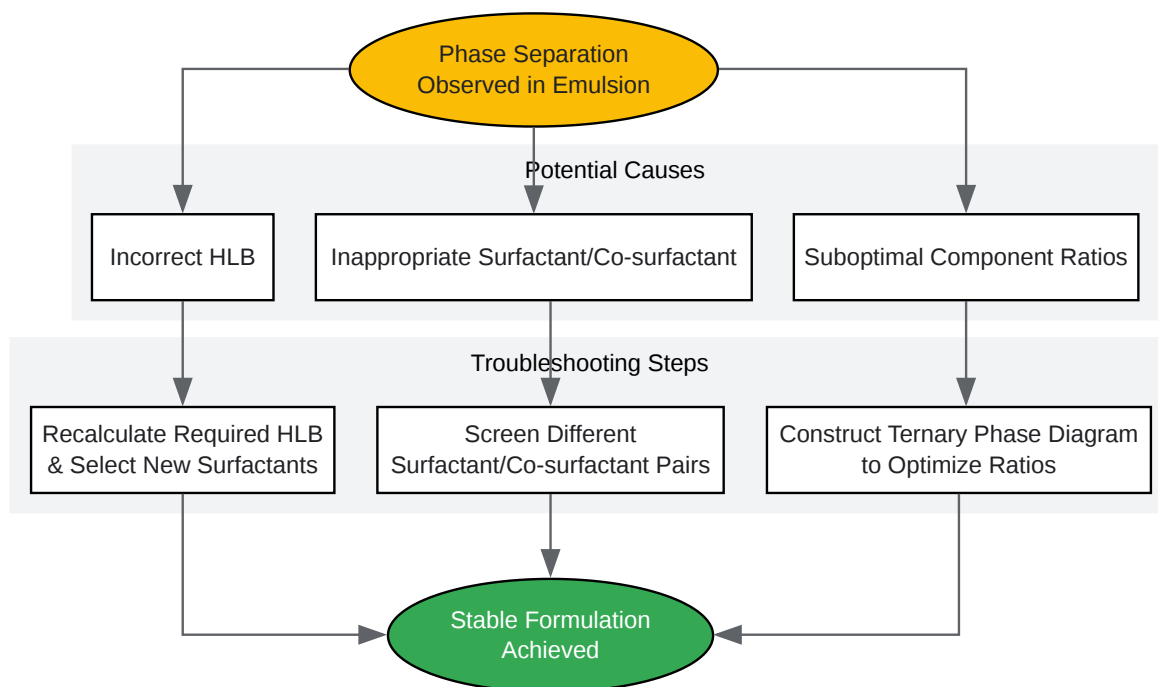 Phase Separation
Observed in Emulsion
Potential Causes
Incorrect HLB
Inappropriate Surfactant/Co-surfactant
Suboptimal Component Ratios
Troubleshooting Steps
Recalculate Required HLB
& Select New Surfactants
Screen Different
Surfactant/Co-surfactant Pairs
Construct Ternary Phase Diagram
to Optimize Ratios
Stable Formulation
Achieved